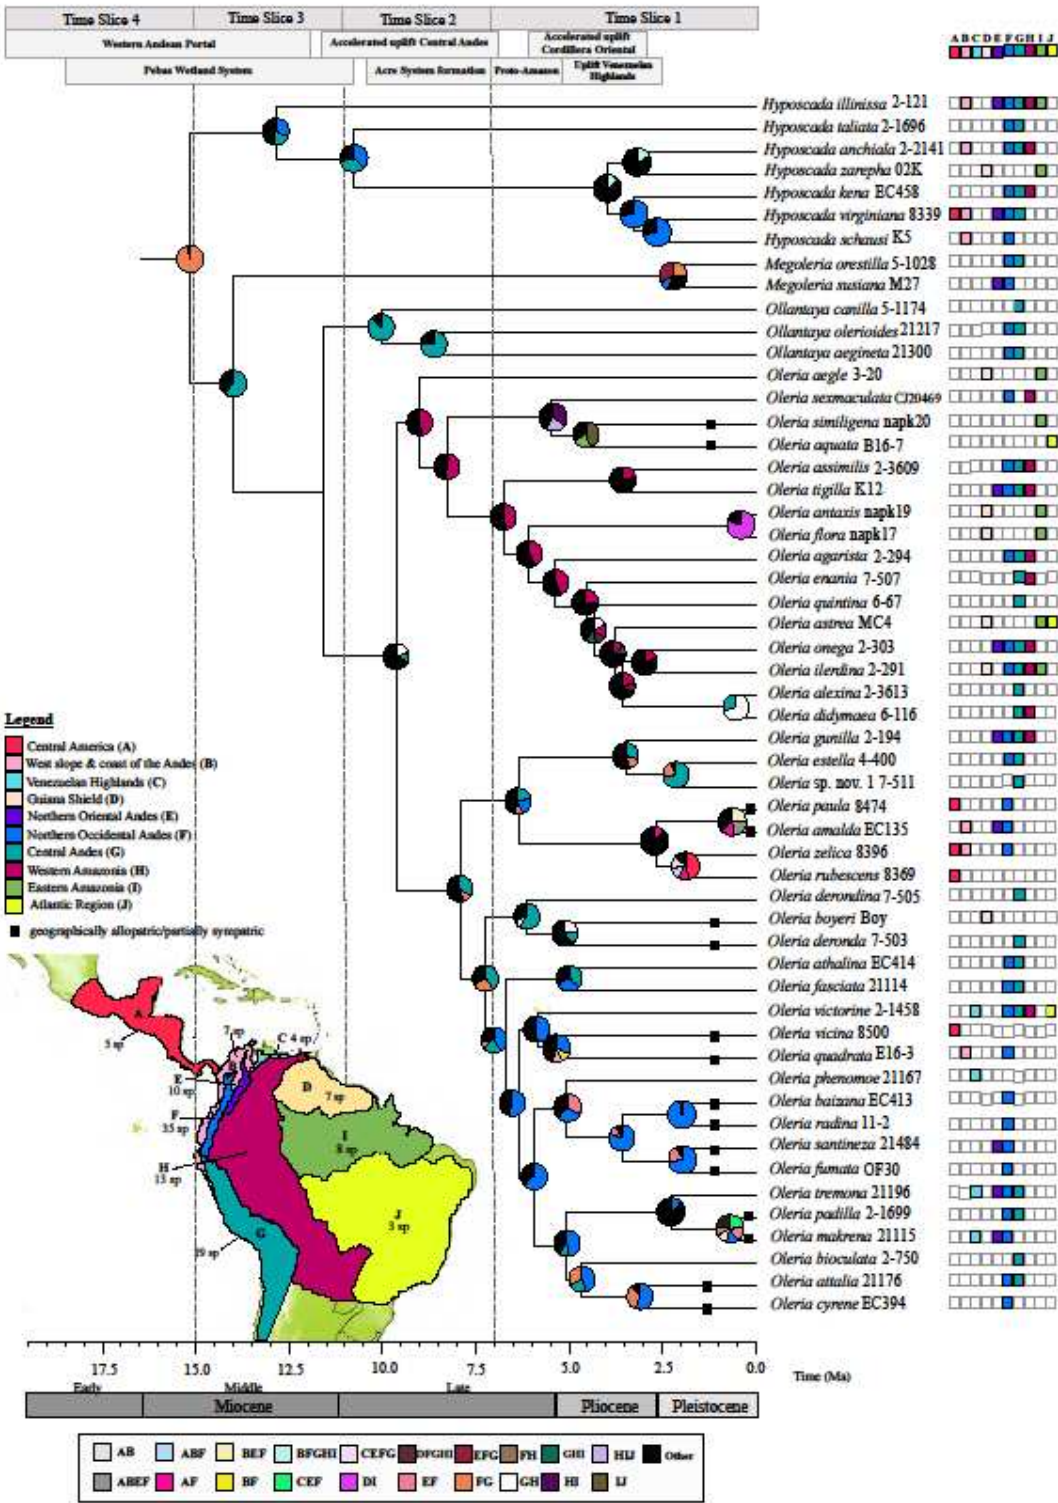 Time Slice 4 Time Slice 3 Time Slice 2 Time Slice 1
Western Andean Portal Accelerated uplift Central Andes Accelerated uplift
Cordillera Oriental
Pebas Wetland System Acre System formation Proto-Amazon Uplift Venezuelan
Highlands
A B C D E F G H I J
Hyposcada illinissa 2-121
Hyposcada taliata 2-1696
Hyposcada anchiala 2-2141
Hyposcada zarepha 02K
Hyposcada kena EC458
Hyposcada virginiana 8339
Hyposcada schausi K5
Megoleria orestilla 5-1028
Megoleria susiana M27
Ollantaya canilla 5-1174
Ollantaya olerioides 21217
Ollantaya aegineta 21300
Oleria aegle 3-20
Oleria sexmaculata CJ20469
Oleria similigena napk20
Oleria aquata B16-7
Oleria assimilis 2-3609
Oleria tigilla K12
Oleria antaxis napk19
Oleria flora napk17
Oleria agarista 2-294
Oleria enania 7-507
Oleria quintina 6-67
Oleria astrea MC4
Oleria onega 2-303
Oleria ilerdina 2-291
Oleria alexina 2-3613
Oleria didymaea 6-116
Oleria gunilla 2-194
Oleria estella 4-400
Oleria sp. nov. 1 7-511
Oleria paula 8474
Oleria amalda EC135
Oleria zelica 8396
Oleria rubescens 8369
Oleria derondina 7-505
Oleria boyeri Boy
Oleria deronda 7-503
Oleria athalina EC414
Oleria fasciata 21114
Oleria victorine 2-1458
Oleria vicina 8500
Oleria quadrata E16-3
Oleria phenomoe 21167
Oleria baizana EC413
Oleria radina 11-2
Oleria santineza 21484
Oleria fumata OF30
Oleria tremona 21196
Oleria padilla 2-1699
Oleria makrena 21115
Oleria bioculata 2-750
Oleria attalia 21176
Oleria cyrene EC394
Legend
Central America (A)
West slope & coast of the Andes (B)
Venezuelan Highlands (C)
Guiana Shield (D)
Northern Oriental Andes (E)
Northern Occidental Andes (F)
Central Andes (G)
Western Amazonia (H)
Eastern Amazonia (I)
Atlantic Region (J)
geographically allopatric/partially sympatric
A
5 sp
7 sp
B
C 4 sp
E
10 sp
D
7 sp
F
35 sp
I
8 sp
H
13 sp
J
3 sp
G
19 sp
17.5 15.0 12.5 10.0 7.5 5.0 2.5 0.0 Time (Ma)
Early Middle Late
Miocene Pliocene Pleistocene
AB ABF BEF BFGHI CEFG DFGHI EFG FH GHI HIJ Other
ABEF AF BF CEF DI EF FG GH HI IJ